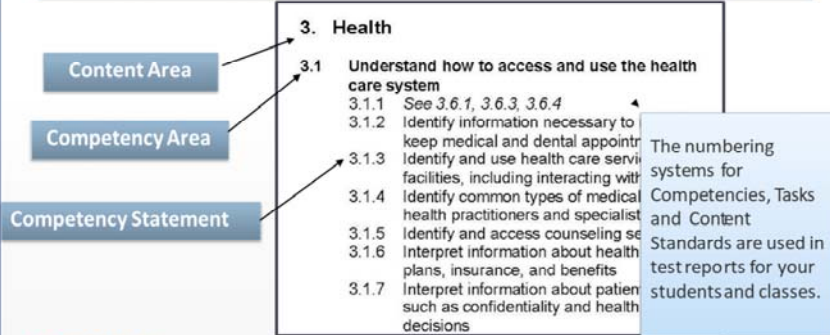 Content Area
Competency Area
Competency Statement
3. Health
3.1 Understand how to access and use the health
care system
3.1.1 See 3.6.1, 3.6.3, 3.6.4
3.1.2 Identify information necessary to
keep medical and dental appointm
3.1.3 Identify and use health care servi
facilities, including interacting with
3.1.4 Identify common types of medical
health practitioners and specialist
3.1.5 Identify and access counseling se
3.1.6 Interpret information about health
plans, insurance, and benefits
3.1.7 Interpret information about patien
such as confidentiality and health
decisions
The numbering
systems for
Competencies, Tasks
and Content
Standards are used in
test reports for your
students and classes.